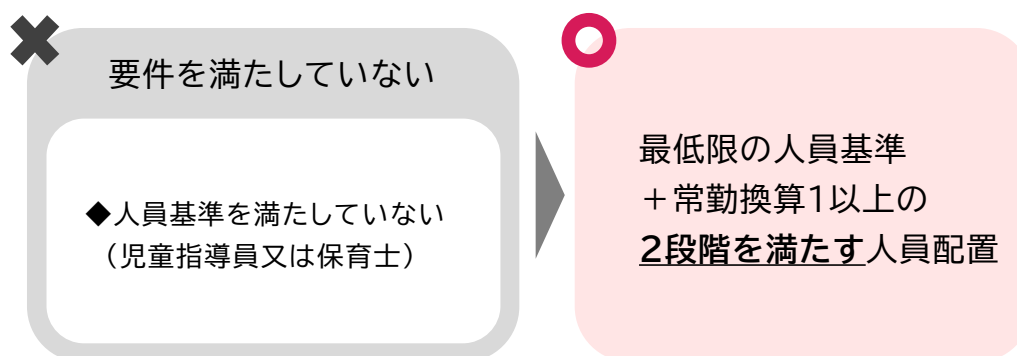 要件を満たしていない
◆人員基準を満たしていない
（児童指導員又は保育士）
最低限の人員基準
＋常勤換算1以上の
2段階を満たす人員配置